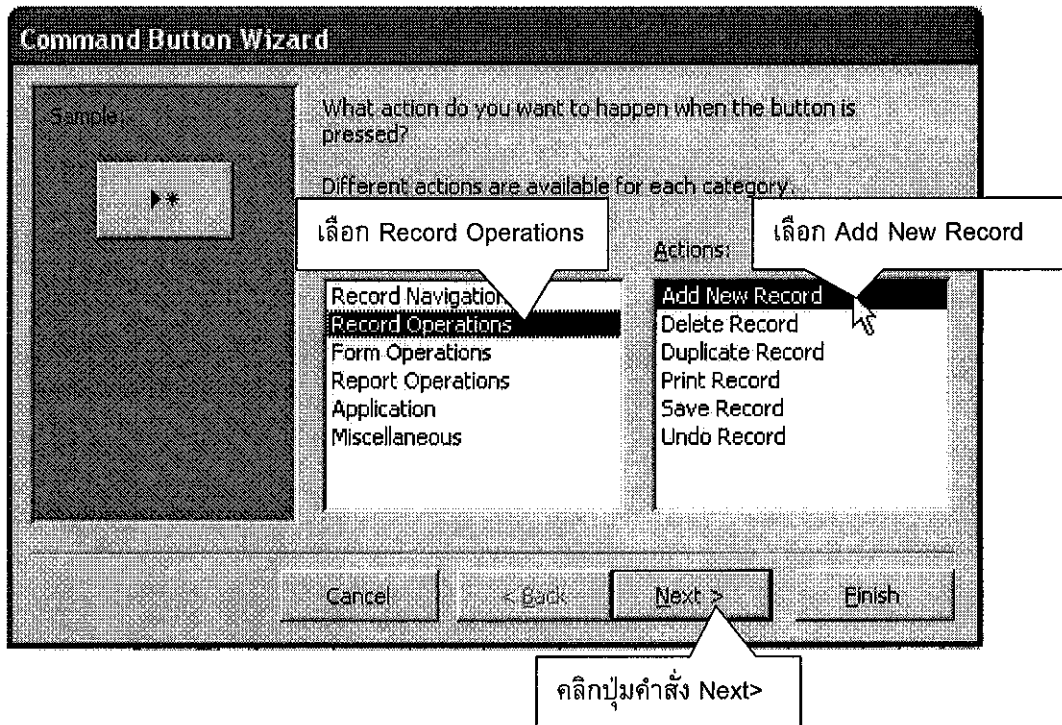 Command Button Wizard
Sample:
What action do you want to happen when the button is
pressed?
Different actions are available for each category.
เลือก Record Operations
Actions:
เลือก Add New Record
Record Navigation
Record Operations
Form Operations
Report Operations
Application
Miscellaneous
Add New Record
Delete Record
Duplicate Record
Print Record
Save Record
Undo Record
Cancel
< Back
Next >
Finish
คลิกปุ่มคำสั่ง Next>